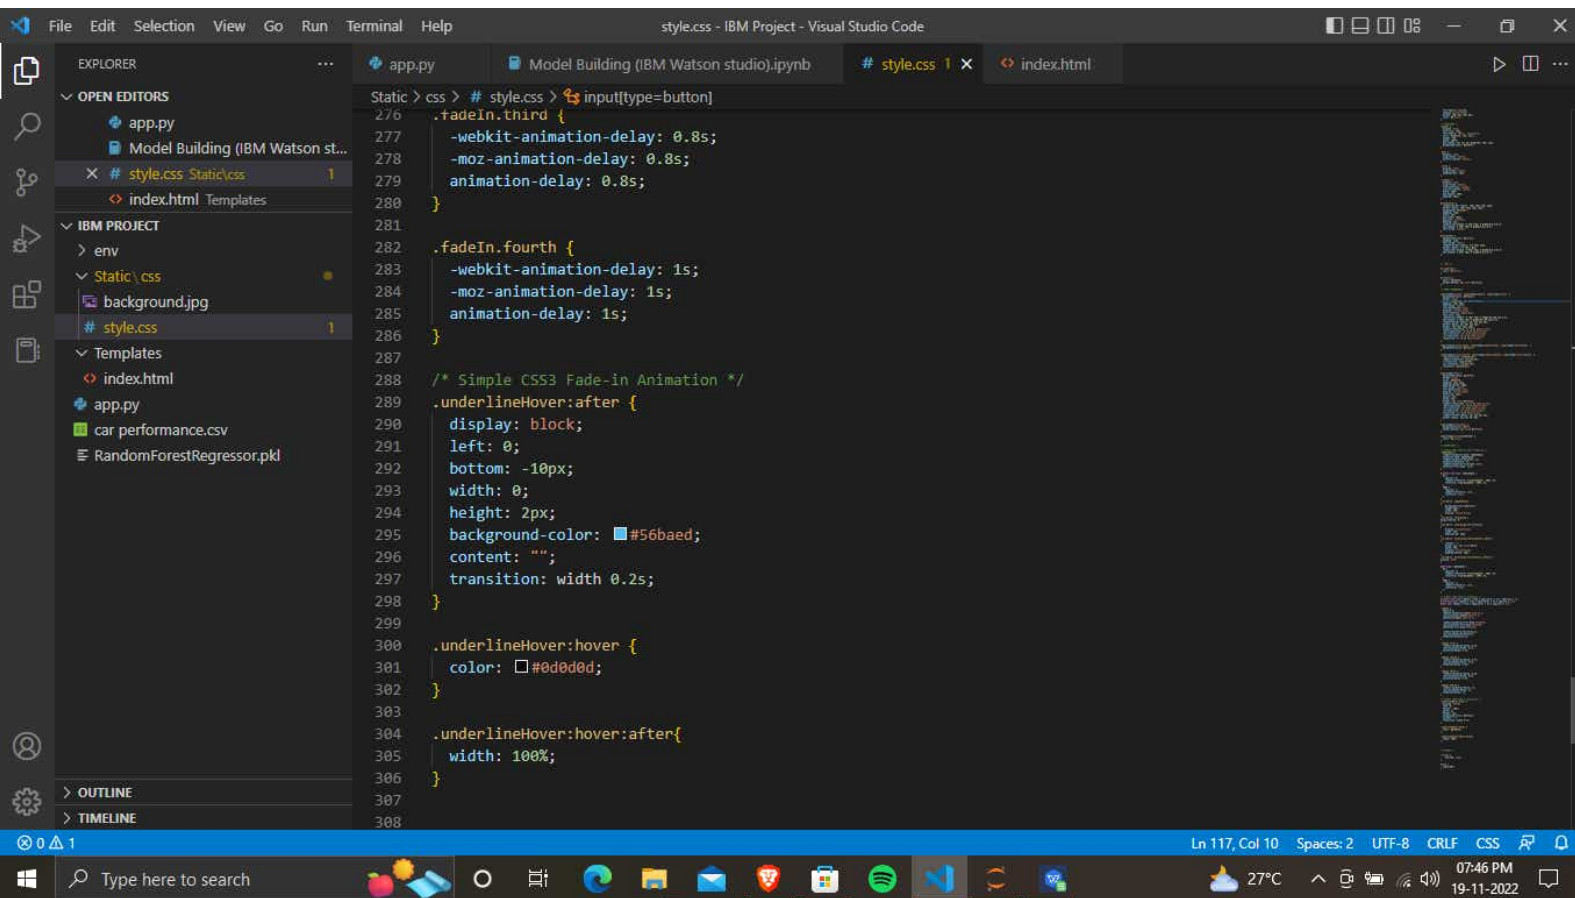 File Edit Selection View Go Run Terminal Help style.css - IBM Project - Visual Studio Code
EXPLORER
app.py Model Building (IBM Watson studio).ipynb # style.css 1 index.html
OPEN EDITORS
app.py
Model Building (IBM Watson st...
# style.css Static\css 1
index.html Templates
IBM PROJECT
env
Static \ css
background.jpg
# style.css 1
Templates
index.html
app.py
car performance.csv
RandomForestRegressor.pkl
OUTLINE
TIMELINE
Static > css > # style.css > input[type=button]
276 .fadeIn.third {
277 -webkit-animation-delay: 0.8s;
278 -moz-animation-delay: 0.8s;
279 animation-delay: 0.8s;
280 }
281
282 .fadeIn.fourth {
283 -webkit-animation-delay: 1s;
284 -moz-animation-delay: 1s;
285 animation-delay: 1s;
286 }
287
288 /* Simple CSS3 Fade-in Animation */
289 .underlineHover:after {
290 display: block;
291 left: 0;
292 bottom: -10px;
293 width: 0;
294 height: 2px;
295 background-color: #56baed;
296 content: "";
297 transition: width 0.2s;
298 }
299
300 .underlineHover:hover {
301 color: #0d0d0d;
302 }
303
304 .underlineHover:hover:after{
305 width: 100%;
306 }
307
308
0 1 Ln 117, Col 10 Spaces: 2 UTF-8 CRLF CSS
Type here to search 27°C 07:46 PM
19-11-2022